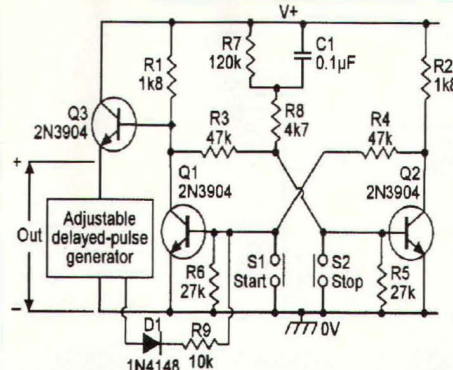 V+
R1
1k8
R7
120k
C1
0.1µF
R2
1k8
Q3
2N3904
R3
47k
R8
4k7
R4
47k
+
Q1
2N3904
Q2
2N3904
Out
Adjustable
delayed-pulse
generator
R6
27k
S1
Start
S2
Stop
R5
27k
–
0V
D1
1N4148
R9
10k